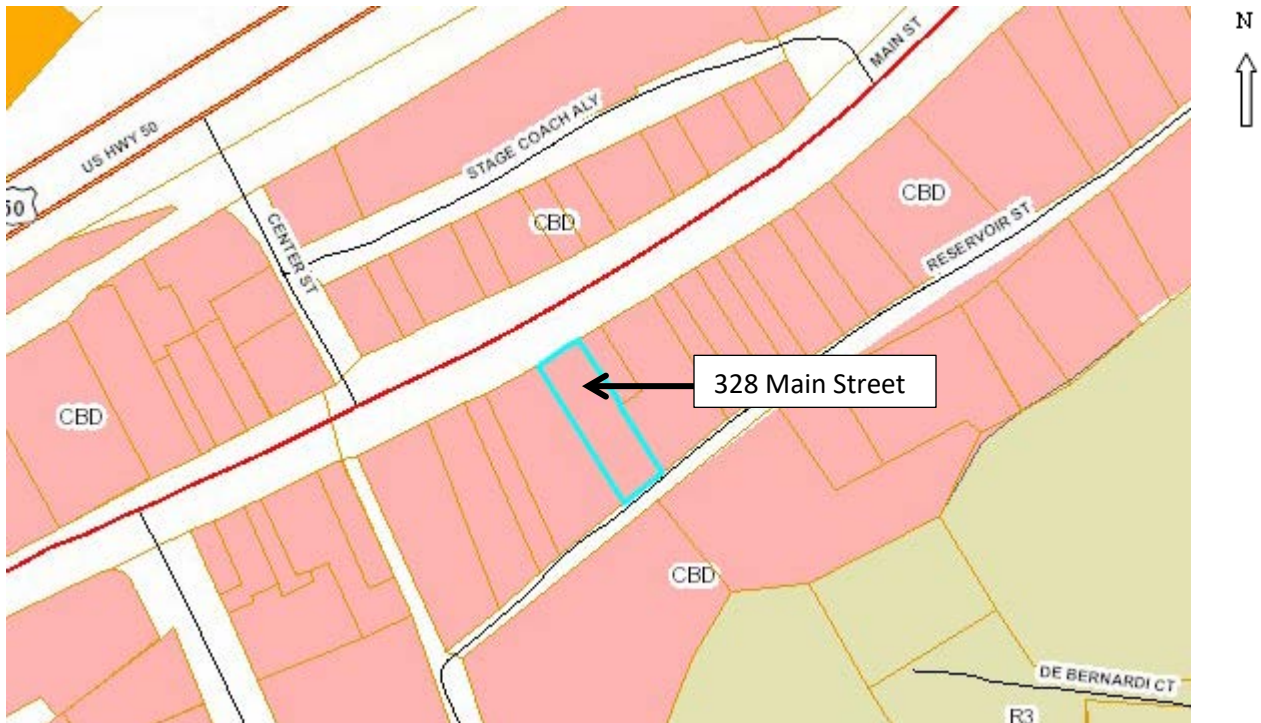 N
MAIN ST
US HWY 50
STAGE COACH ALY
50
CBD
CENTER ST
CBD
RESERVOIR ST
328 Main Street
CBD
CBD
DE BERNARDI CT
R3